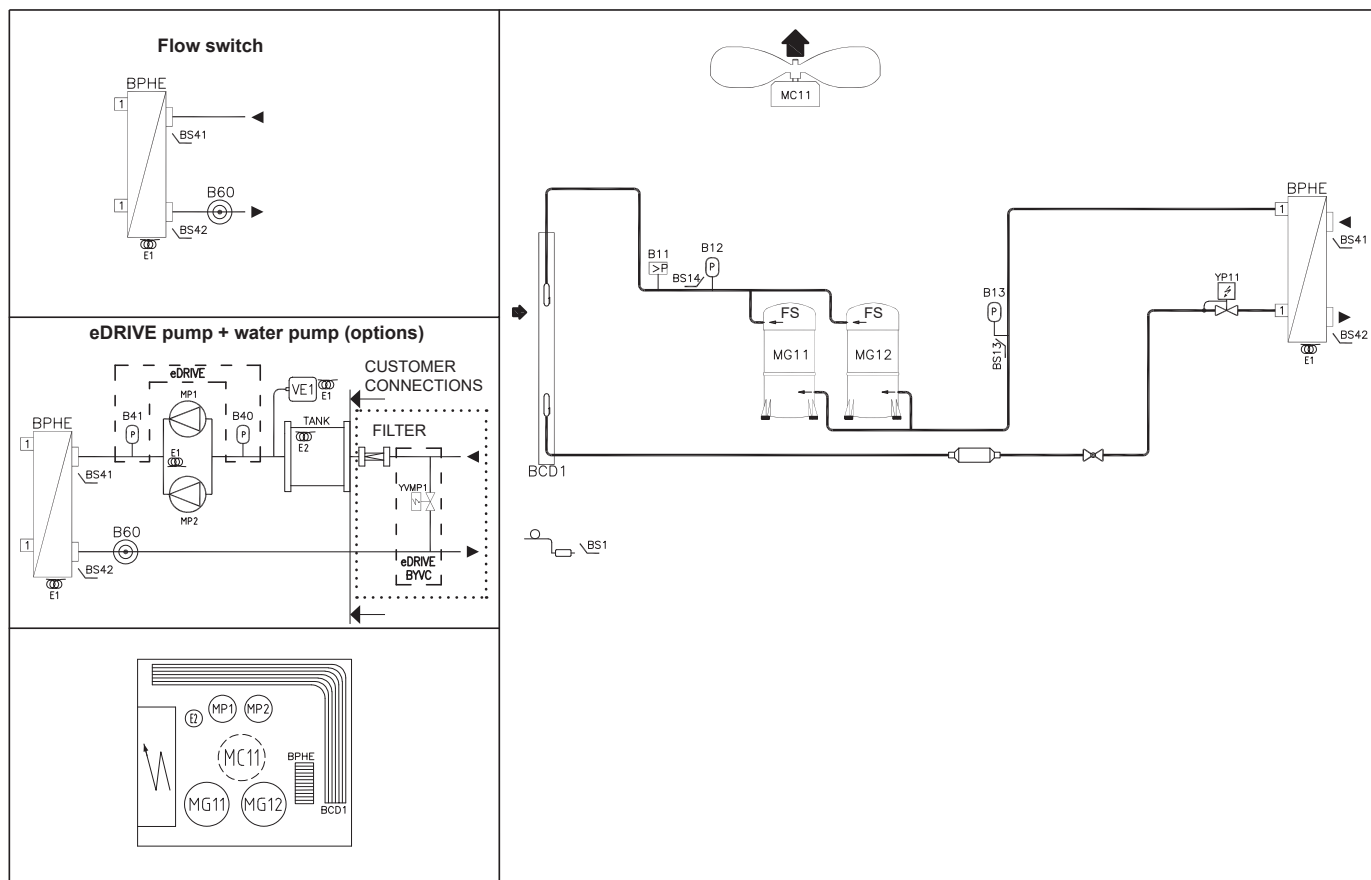 Flow switch
BPHE
1
BS41
B60
1
BS42
E1
eDRIVE pump + water pump (options)
eDRIVE
CUSTOMER
CONNECTIONS
MP1
VE1
E1
B41
P
B40
P
TANK
E2
FILTER
BPHE
1
E1
BS41
YVMP1
MP2
B60
1
BS42
eDRIVE
BYVC
E1
MP1
MP2
E2
MC11
BPHE
MG11
MG12
BCD1
MC11
BPHE
1
BS41
B11
>P
BS14
B12
P
YP11
B13
P
FS
FS
1
BS42
MG11
MG12
BS13
E1
BCD1
BS1